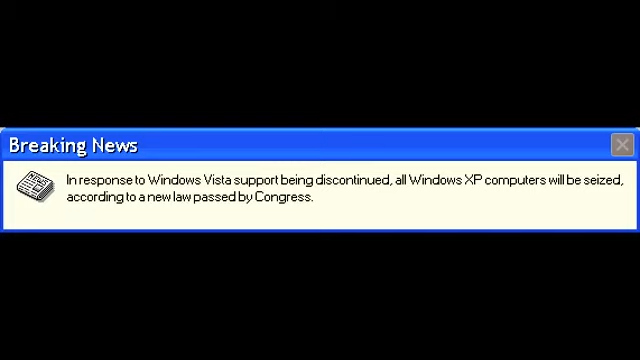 Breaking News
In response to Windows Vista support being discontinued, all Windows XP computers will be seized,
according to a new law passed by Congress.